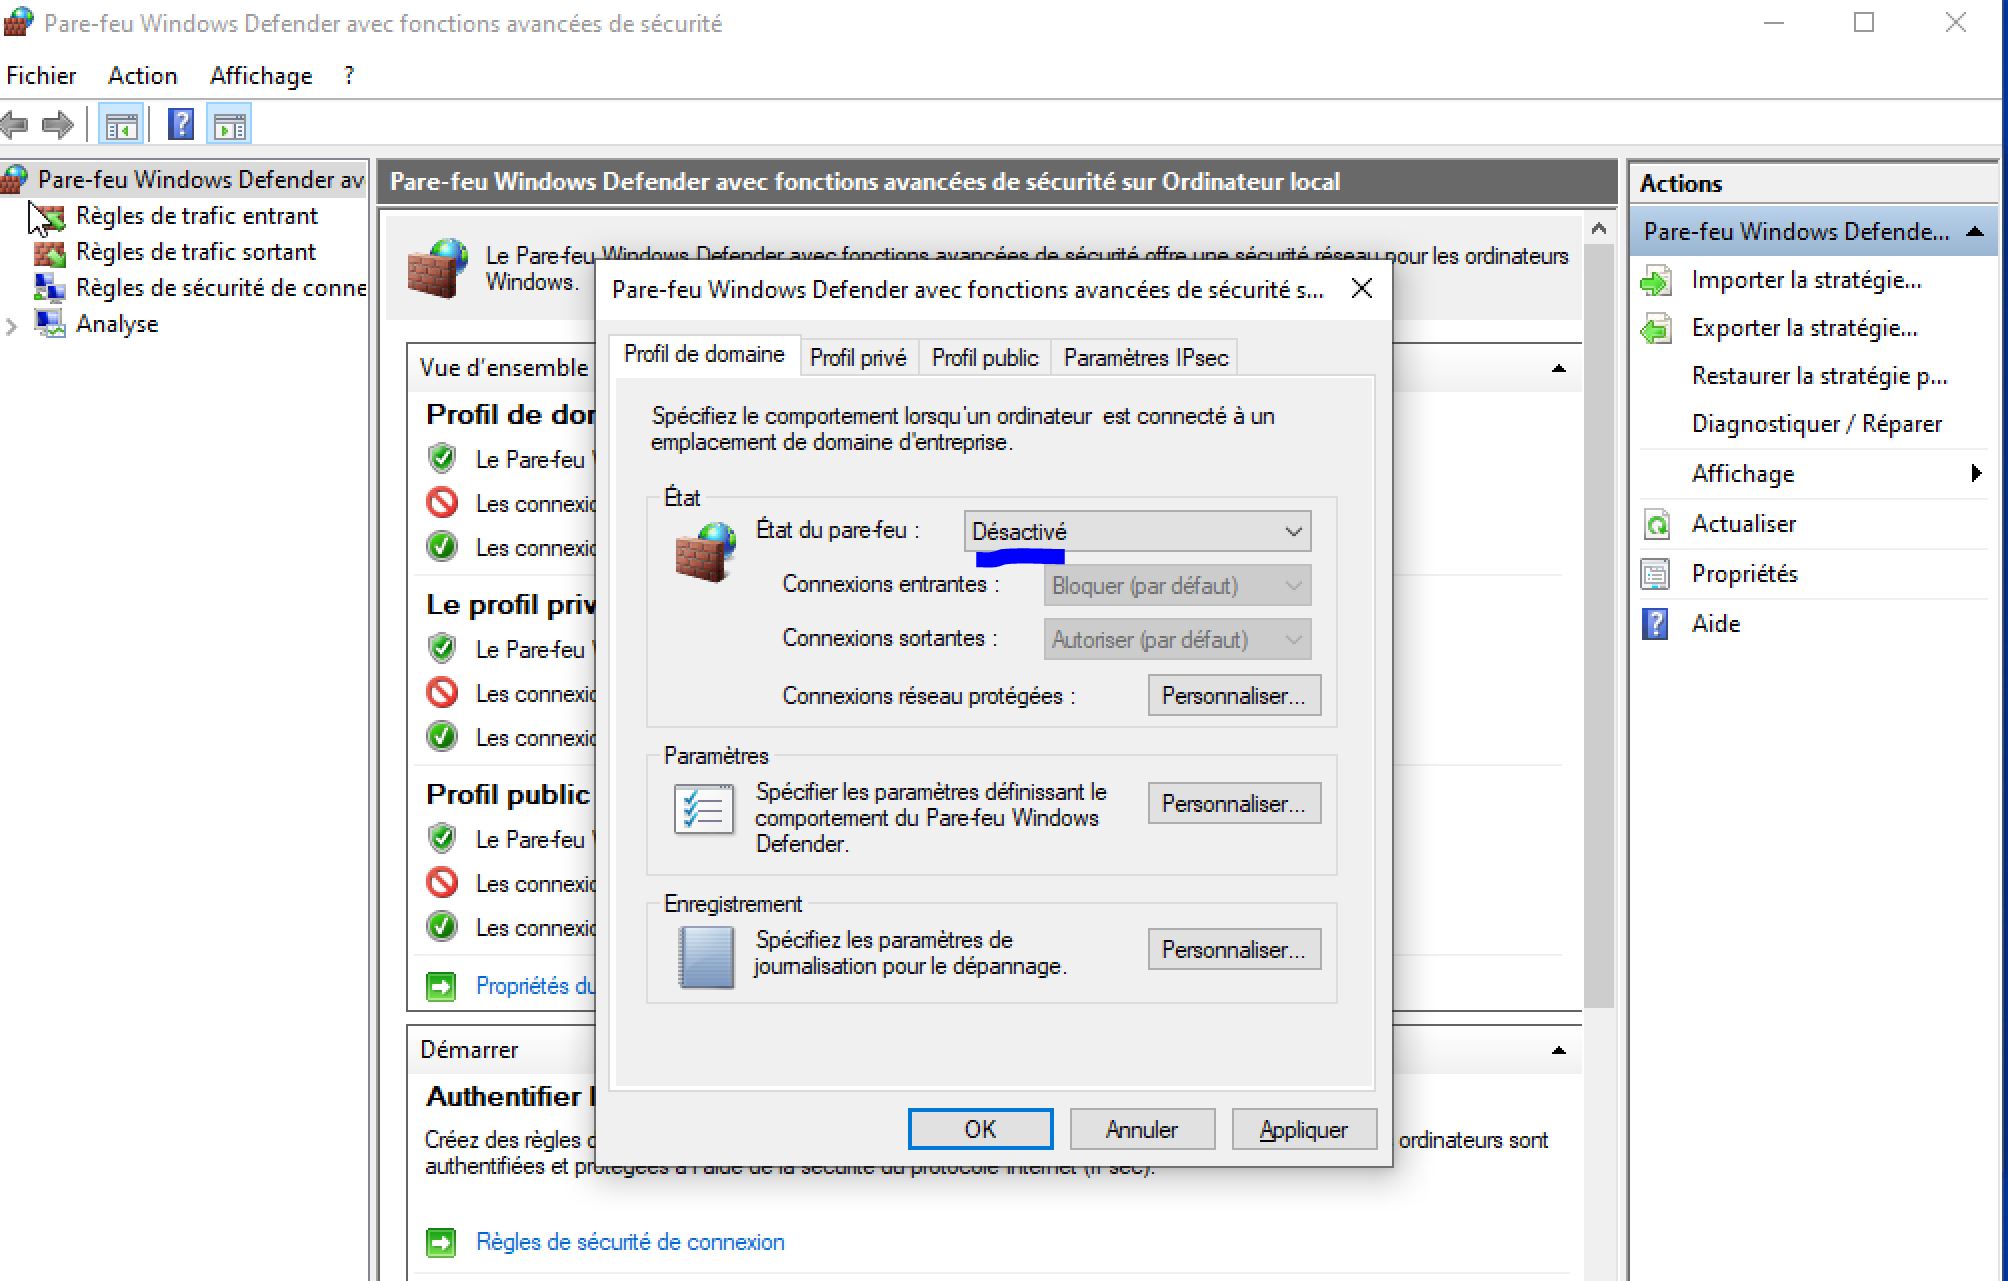 Pare-feu Windows Defender avec fonctions avancées de sécurité
Fichier Action Affichage ?
Pare-feu Windows Defender av
Règles de trafic entrant
Règles de trafic sortant
Règles de sécurité de conne
Analyse
Pare-feu Windows Defender avec fonctions avancées de sécurité sur Ordinateur local
Le Pare-feu Windows Defender avec fonctions avancées de sécurité offre une sécurité réseau pour les ordinateurs
Windows.
Vue d'ensemble
Profil de dor
Le Pare-feu
Les connexio
Les connexio
Le profil priv
Le Pare-feu
Les connexio
Les connexio
Profil public
Le Pare-feu
Les connexio
Les connexio
Propriétés du
Démarrer
Authentifier
Créez des règles ordinateurs sont
authentifiées et protégées à l'aide de la sécurité du protocole Internet (IPsec).
Règles de sécurité de connexion
Pare-feu Windows Defender avec fonctions avancées de sécurité s...
Profil de domaine Profil privé Profil public Paramètres IPsec
Spécifiez le comportement lorsqu'un ordinateur est connecté à un
emplacement de domaine d'entreprise.
État
État du pare-feu : Désactivé
Connexions entrantes : Bloquer (par défaut)
Connexions sortantes : Autoriser (par défaut)
Connexions réseau protégées : Personnaliser...
Paramètres
Spécifier les paramètres définissant le
comportement du Pare-feu Windows
Defender.
Personnaliser...
Enregistrement
Spécifiez les paramètres de
journalisation pour le dépannage.
Personnaliser...
OK Annuler Appliquer
Actions
Pare-feu Windows Defende...
Importer la stratégie...
Exporter la stratégie...
Restaurer la stratégie p...
Diagnostiquer / Réparer
Affichage
Actualiser
Propriétés
Aide